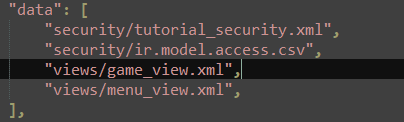 "data": [
"security/tutorial_security.xml",
"security/ir.model.access.csv",
"views/game_view.xml",
"views/menu_view.xml",
],